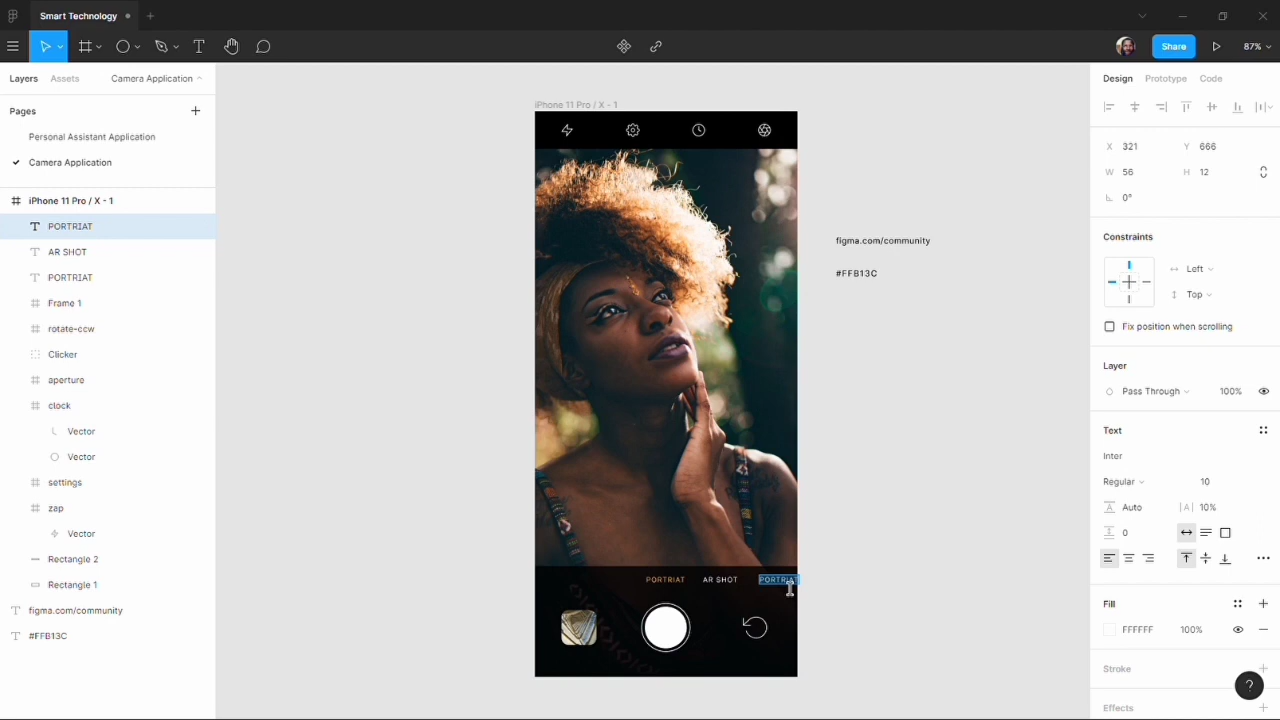 Smart Technology
Share
87%
Layers
Assets
Camera Application
Pages
Personal Assistant Application
Camera Application
iPhone 11 Pro / X - 1
PORTRIAT
AR SHOT
PORTRIAT
Frame 1
rotate-ccw
Clicker
aperture
clock
Vector
Vector
settings
zap
Vector
Rectangle 2
Rectangle 1
figma.com/community
#FFB13C
iPhone 11 Pro / X - 1
PORTRIAT
AR SHOT
PORTRIAT
figma.com/community
#FFB13C
Design
Prototype
Code
X 321
Y 666
W 56
H 12
0°
Constraints
Left
Top
Fix position when scrolling
Layer
Pass Through
100%
Text
Inter
Regular
10
Auto
|A| 10%
0
Fill
FFFFFF
100%
Stroke
Effects
?